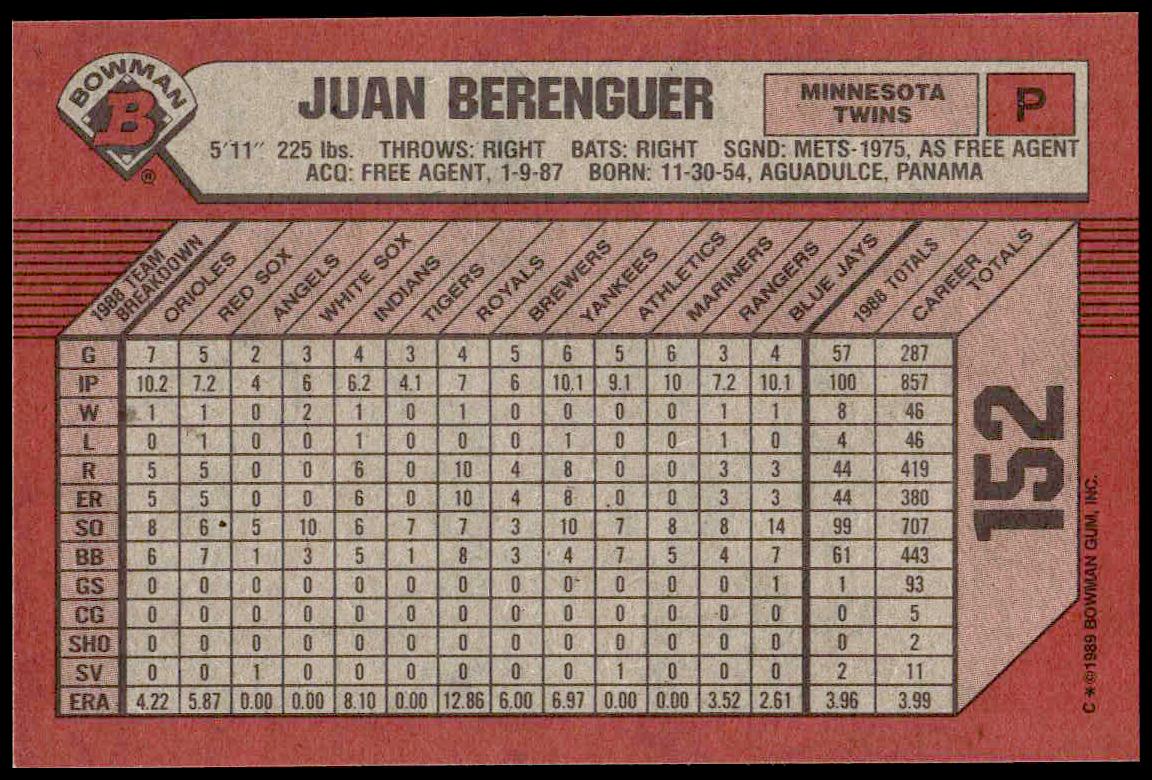 BOWMAN
B
®
JUAN BERENGUER
MINNESOTA
TWINS
P
5'11" 225 lbs. THROWS: RIGHT BATS: RIGHT SGND: METS-1975, AS FREE AGENT
ACQ: FREE AGENT, 1-9-87 BORN: 11-30-54, AGUADULCE, PANAMA
1988 TEAM
BREAKDOWN
ORIOLES
RED SOX
ANGELS
WHITE SOX
INDIANS
TIGERS
ROYALS
BREWERS
YANKEES
ATHLETICS
MARINERS
RANGERS
BLUE JAYS
1988 TOTALS
CAREER
TOTALS
G 7 5 2 3 4 3 4 5 6 5 6 3 4 57 287
IP 10.2 7.2 4 6 6.2 4.1 7 6 10.1 9.1 10 7.2 10.1 100 857
W 1 1 0 2 1 0 1 0 0 0 0 1 1 8 46
L 0 1 0 0 1 0 0 0 1 0 0 1 0 4 46
R 5 5 0 0 6 0 10 4 8 0 0 3 3 44 419
ER 5 5 0 0 6 0 10 4 8 0 0 3 3 44 380
SO 8 6 5 10 6 7 7 3 10 7 8 8 14 99 707
BB 6 7 1 3 5 1 8 3 4 7 5 4 7 61 443
GS 0 0 0 0 0 0 0 0 0 0 0 0 1 1 93
CG 0 0 0 0 0 0 0 0 0 0 0 0 0 0 5
SHO 0 0 0 0 0 0 0 0 0 0 0 0 0 0 2
SV 0 0 1 0 0 0 0 0 0 1 0 0 0 2 11
ERA 4.22 5.87 0.00 0.00 8.10 0.00 12.86 6.00 6.97 0.00 0.00 3.52 2.61 3.96 3.99
152
C *©1989 BOWMAN GUM, INC.